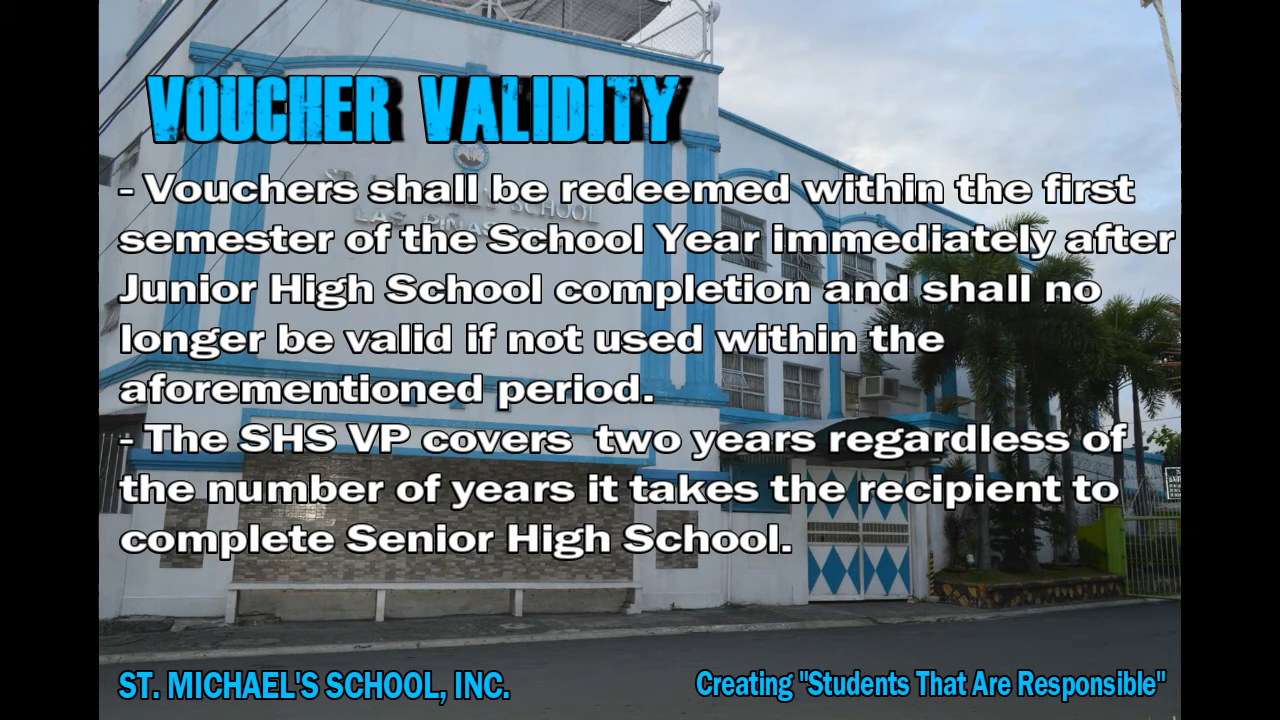 VOUCHER VALIDITY
- Vouchers shall be redeemed within the first
semester of the School Year immediately after
Junior High School completion and shall no
longer be valid if not used within the
aforementioned period.
- The SHS VP covers  two years regardless of
the number of years it takes the recipient to
complete Senior High School.
ST. MICHAEL'S SCHOOL, INC.
Creating "Students That Are Responsible"